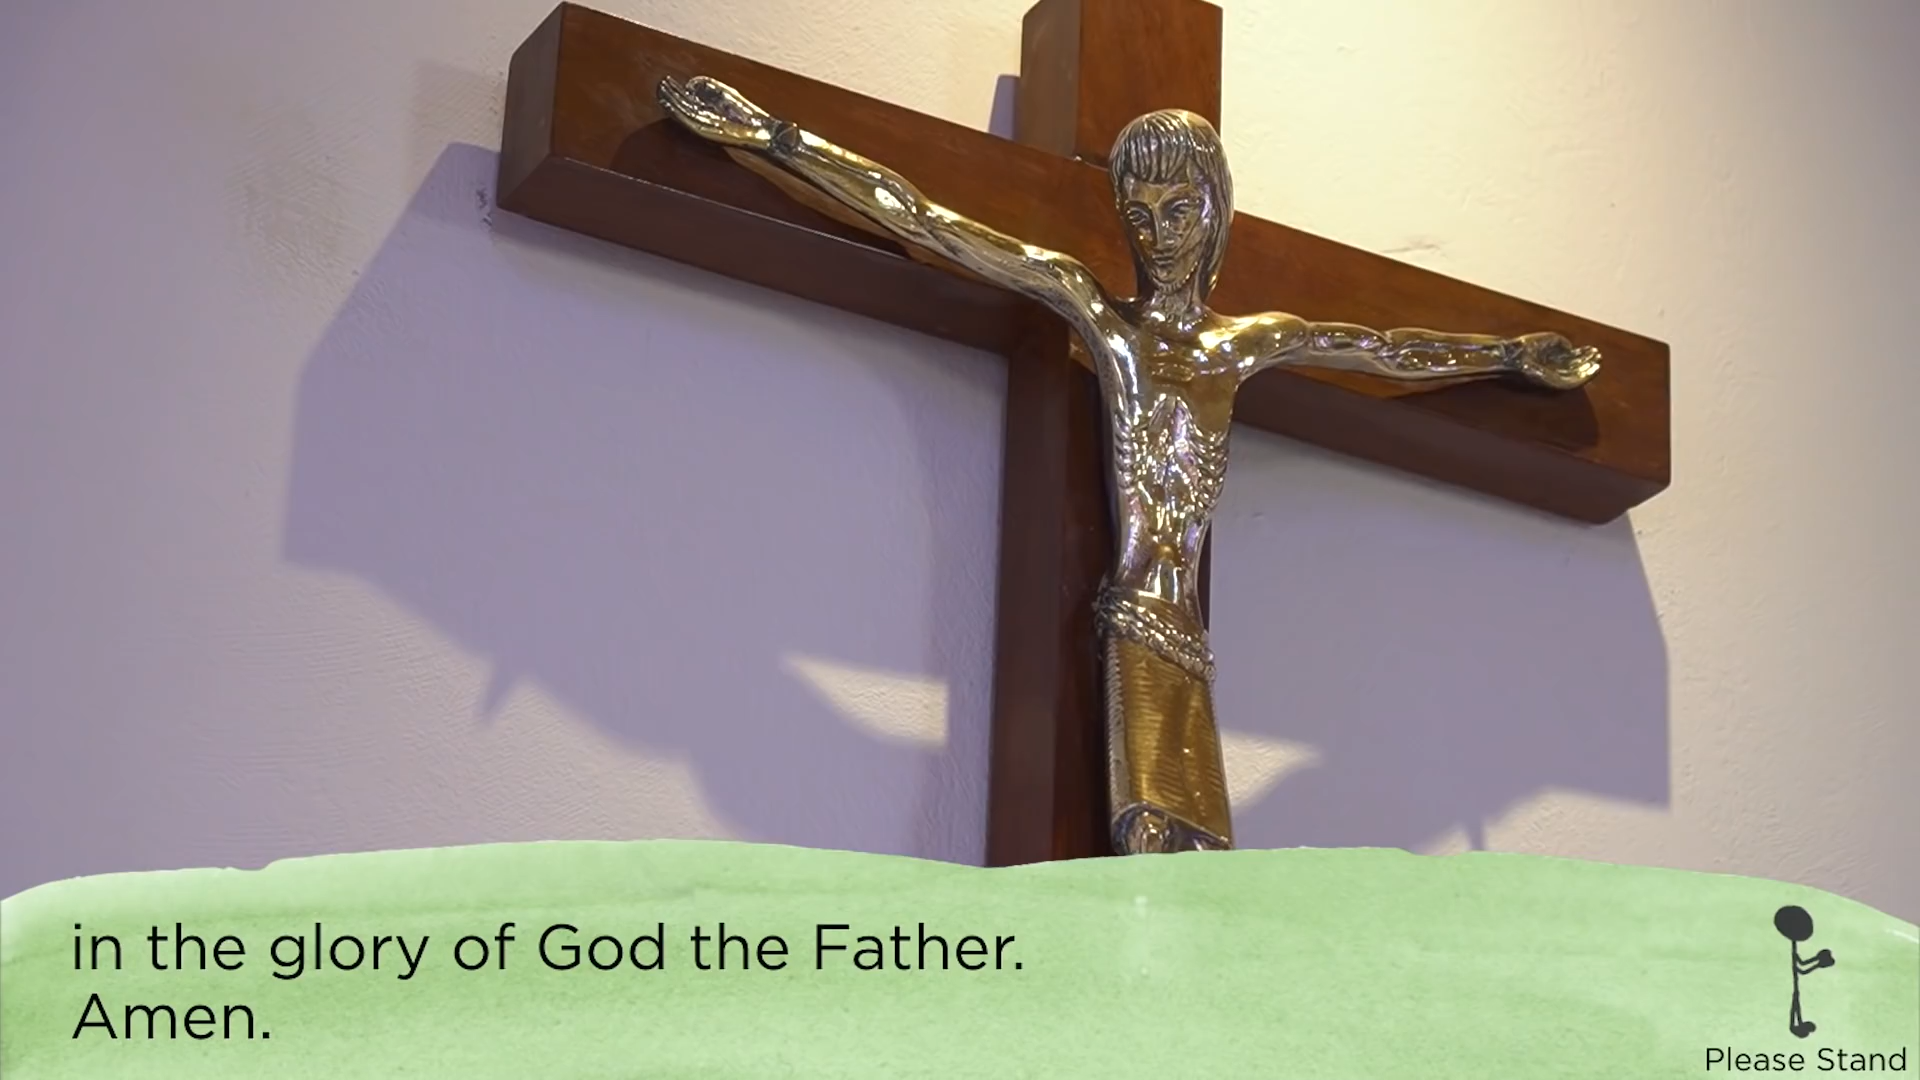 in the glory of God the Father.
Amen.
Please Stand